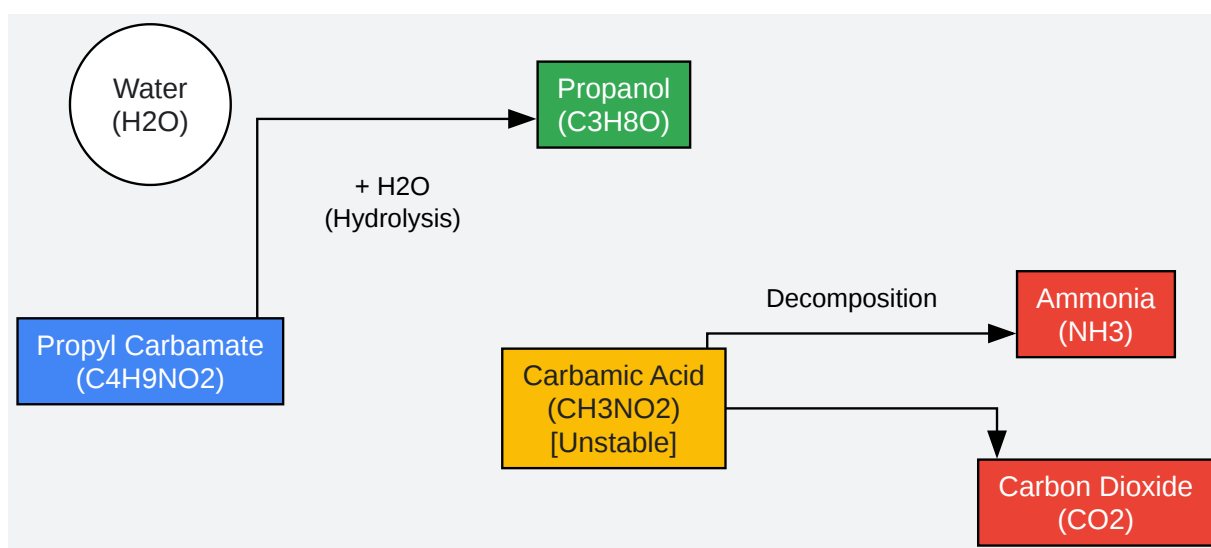 Water
(H2O)
Propanol
(C3H8O)
+ H2O
(Hydrolysis)
Propyl Carbamate
(C4H9NO2)
Decomposition
Ammonia
(NH3)
Carbamic Acid
(CH3NO2)
[Unstable]
Carbon Dioxide
(CO2)